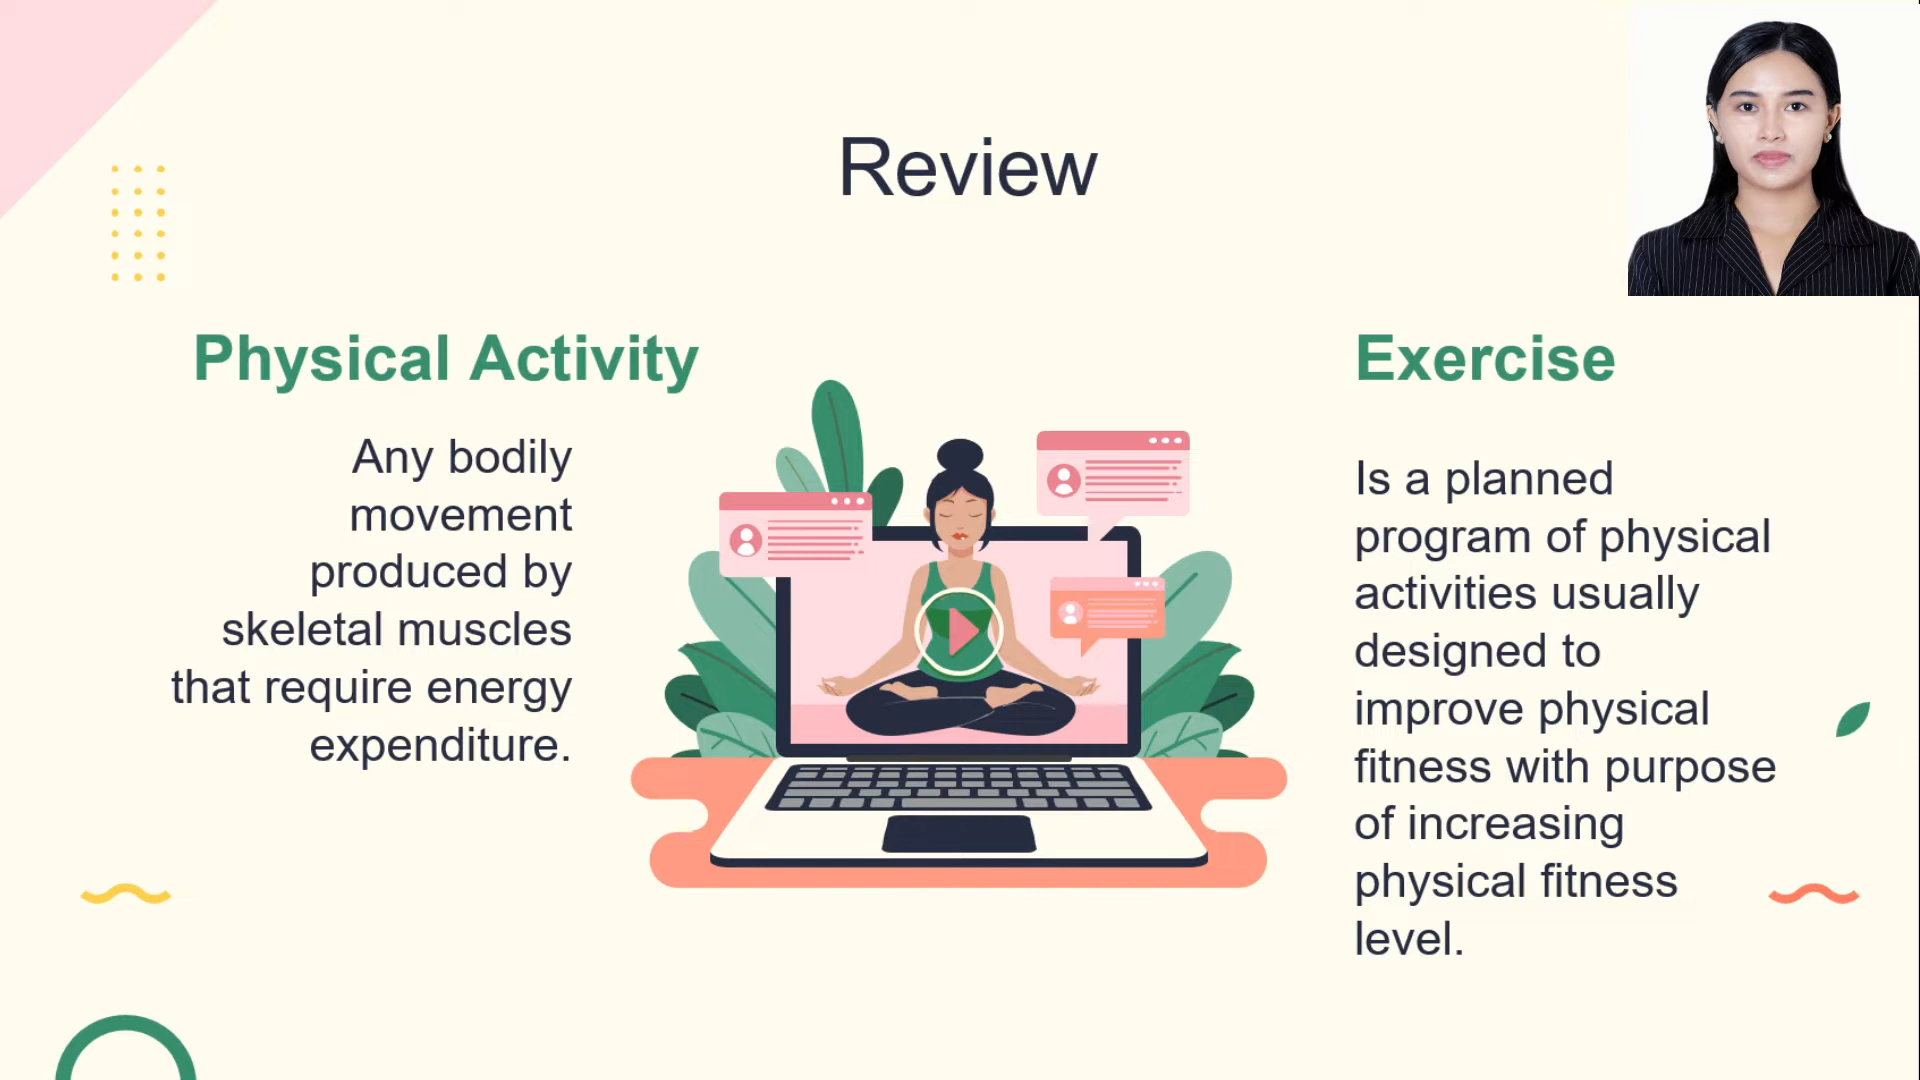 Review
Physical Activity
Any bodily
movement
produced by
skeletal muscles
that require energy
expenditure.
Exercise
Is a planned
program of physical
activities usually
designed to
improve physical
fitness with purpose
of increasing
physical fitness
level.